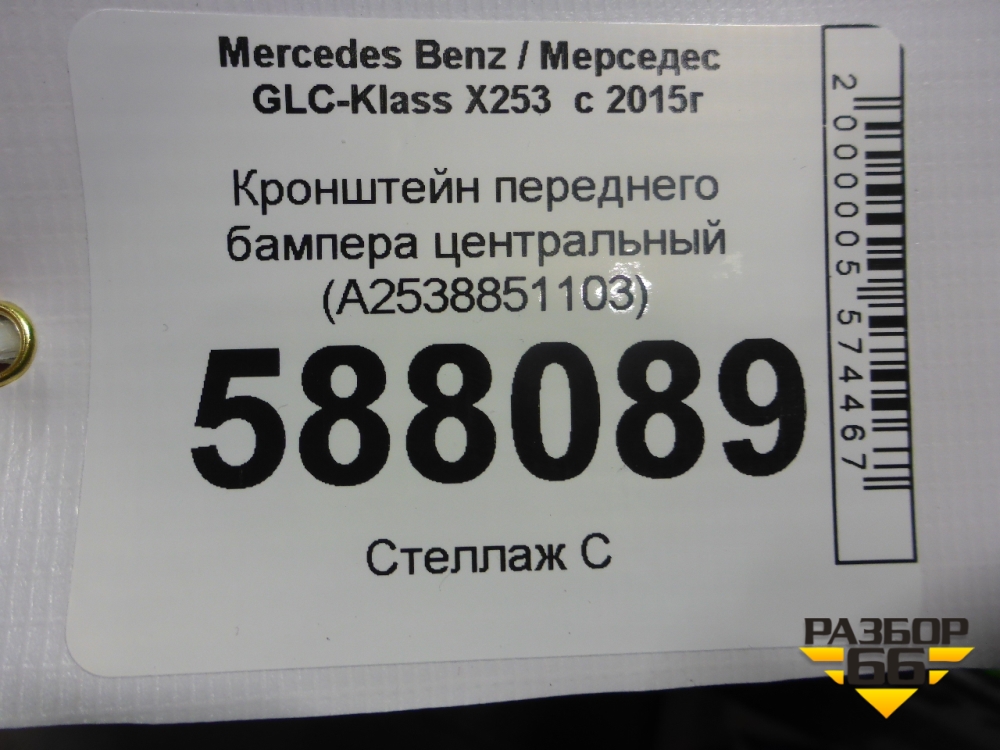 Mercedes Benz / Мерседес
GLC-Klass X253 с 2015г
Кронштейн переднего
бампера центральный
(A2538851103)
588089
Стеллаж С
2000005574467
РАЗБОР
66